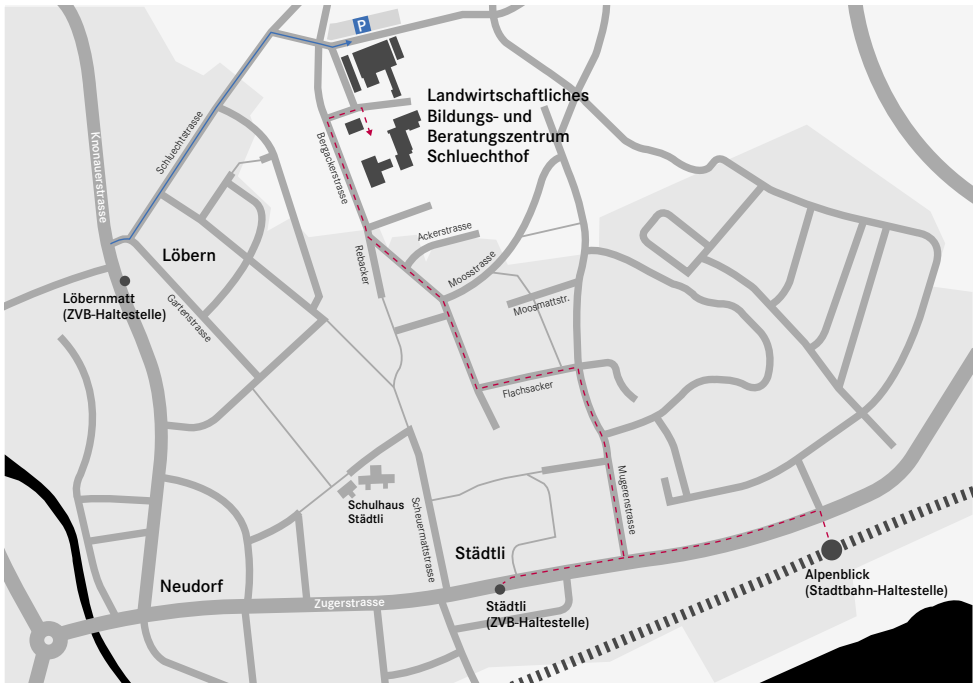 P
Landwirtschaftliches
Bildungs- und
Beratungszentrum
Schluechthof
Knonauerstrasse
Schluechtstrasse
Bergackerstrasse
Ackerstrasse
Rebacker
Moosstrasse
Löbern
Löbernmatt
(ZVB-Haltestelle)
Gartenstrasse
Moosmattstr.
Flachsacker
Mugerenstrasse
Schulhaus
Städtli
Scheuermattstrasse
Städtli
Neudorf
Zugerstrasse
Städtli
(ZVB-Haltestelle)
Alpenblick
(Stadtbahn-Haltestelle)